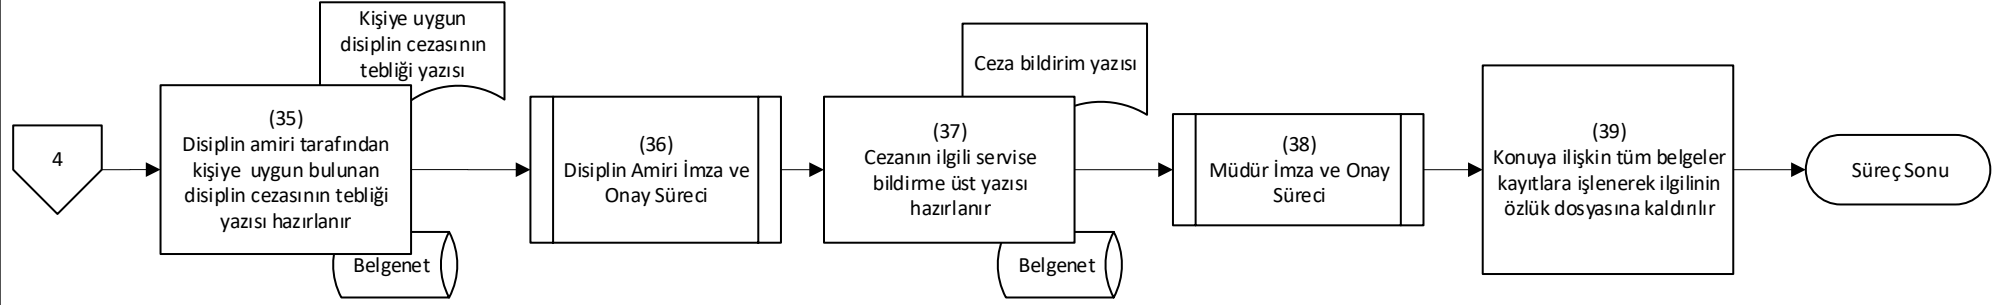 4
Kişiye uygun
disiplin cezasının
tebliği yazısı
(35)
Disiplin amiri tarafından
kişiye uygun bulunan
disiplin cezasının tebliği
yazısı hazırlanır
Belgenet
(36)
Disiplin Amiri İmza ve
Onay Süreci
Ceza bildirim yazısı
(37)
Cezanın ilgili servise
bildirme üst yazısı
hazırlanır
Belgenet
(38)
Müdür İmza ve Onay
Süreci
(39)
Konuya ilişkin tüm belgeler
kayıtlara işlenerek ilgilinin
özlük dosyasına kaldırılır
Süreç Sonu